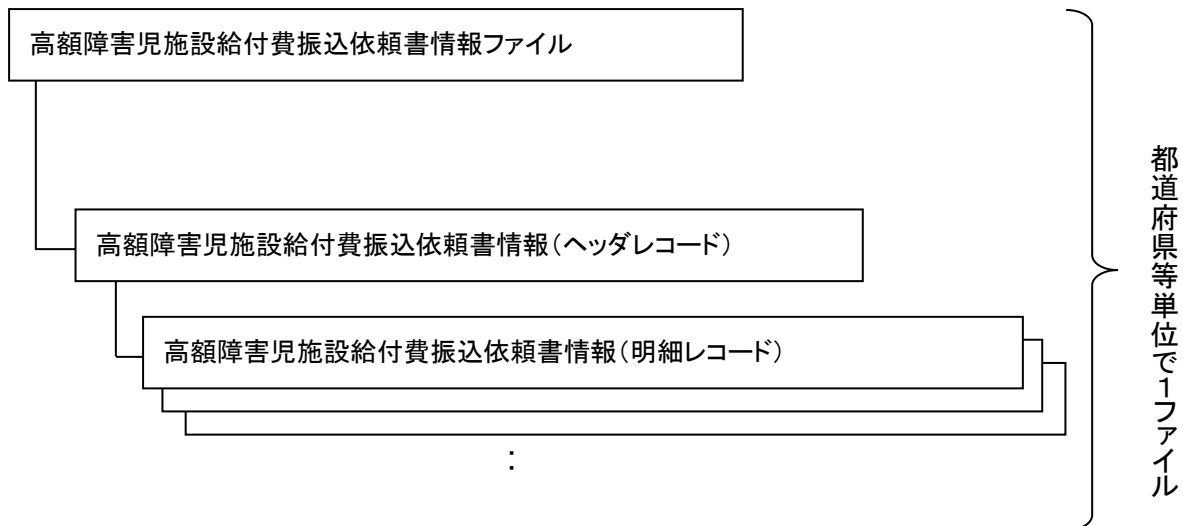 高額障害児施設給付費振込依頼書情報ファイル
高額障害児施設給付費振込依頼書情報（ヘッダレコード）
高額障害児施設給付費振込依頼書情報（明細レコード）
：
都道府県等単位で１ファイル